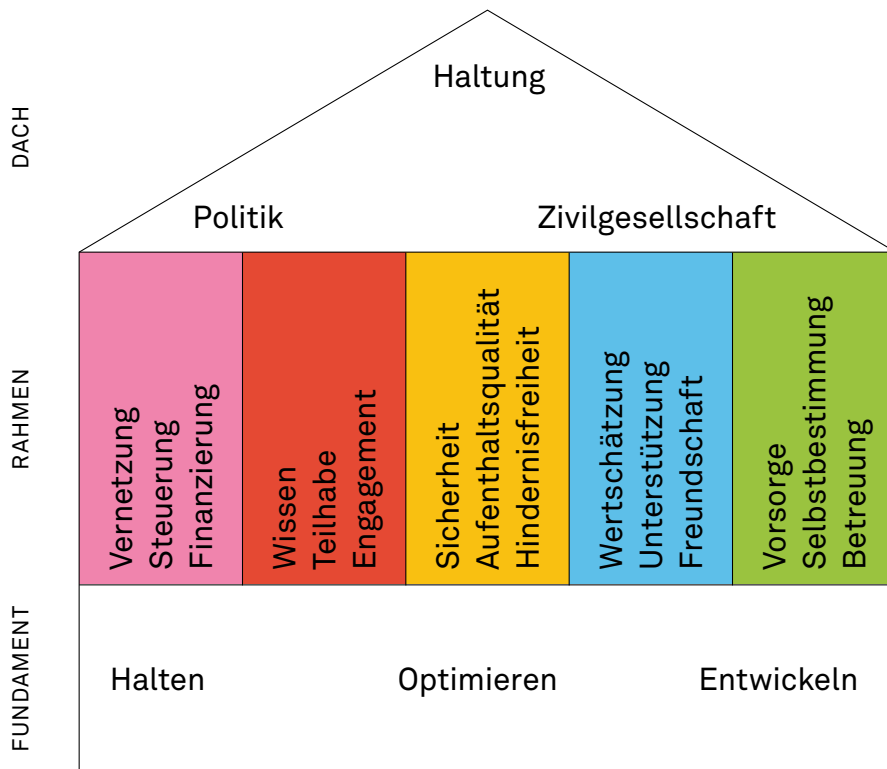 DACH
Haltung
Politik
Zivilgesellschaft
RAHMEN
Vernetzung
Steuerung
Finanzierung
Wissen
Teilhabe
Engagement
Sicherheit
Aufenthaltsqualität
Hindernisfreiheit
Wertschätzung
Unterstützung
Freundschaft
Vorsorge
Selbstbestimmung
Betreuung
FUNDAMENT
Halten
Optimieren
Entwickeln